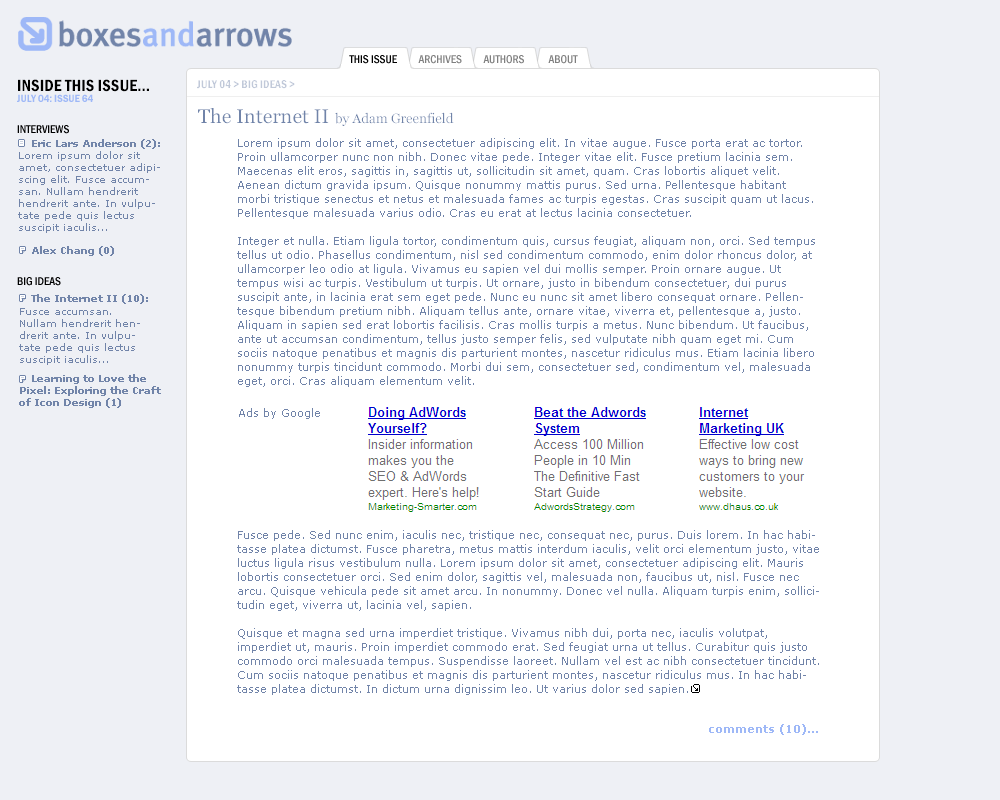 boxesandarrows
THIS ISSUE
ARCHIVES
AUTHORS
ABOUT
INSIDE THIS ISSUE...
JULY 04: ISSUE 64
INTERVIEWS
Eric Lars Anderson (2):
Lorem ipsum dolor sit
amet, consectetuer adipi-
scing elit. Fusce accum-
san. Nullam hendrerit
hendrerit ante. In vulpu-
tate pede quis lectus
suscipit iaculis...
Alex Chang (0)
BIG IDEAS
The Internet II (10):
Fusce accumsan.
Nullam hendrerit hen-
drerit ante. In vulpu-
tate pede quis lectus
suscipit iaculis...
Learning to Love the
Pixel: Exploring the Craft
of Icon Design (1)
JULY 04 > BIG IDEAS >
The Internet II by Adam Greenfield
Lorem ipsum dolor sit amet, consectetuer adipiscing elit. In vitae augue. Fusce porta erat ac tortor.
Proin ullamcorper nunc non nibh. Donec vitae pede. Integer vitae elit. Fusce pretium lacinia sem.
Maecenas elit eros, sagittis in, sagittis ut, sollicitudin sit amet, quam. Cras lobortis aliquet velit.
Aenean dictum gravida ipsum. Quisque nonummy mattis purus. Sed urna. Pellentesque habitant
morbi tristique senectus et netus et malesuada fames ac turpis egestas. Cras suscipit quam ut lacus.
Pellentesque malesuada varius odio. Cras eu erat at lectus lacinia consectetuer.
Integer et nulla. Etiam ligula tortor, condimentum quis, cursus feugiat, aliquam non, orci. Sed tempus
tellus ut odio. Phasellus condimentum, nisl sed condimentum commodo, enim dolor rhoncus dolor, at
ullamcorper leo odio at ligula. Vivamus eu sapien vel dui mollis semper. Proin ornare augue. Ut
tempus wisi ac turpis. Vestibulum ut turpis. Ut ornare, justo in bibendum consectetuer, dui purus
suscipit ante, in lacinia erat sem eget pede. Nunc eu nunc sit amet libero consequat ornare. Pellen-
tesque bibendum pretium nibh. Aliquam tellus ante, ornare vitae, viverra et, pellentesque a, justo.
Aliquam in sapien sed erat lobortis facilisis. Cras mollis turpis a metus. Nunc bibendum. Ut faucibus,
ante ut accumsan condimentum, tellus justo semper felis, sed vulputate nibh quam eget mi. Cum
sociis natoque penatibus et magnis dis parturient montes, nascetur ridiculus mus. Etiam lacinia libero
nonummy turpis tincidunt commodo. Morbi dui sem, consectetuer sed, condimentum vel, malesuada
eget, orci. Cras aliquam elementum velit.
Ads by Google
Doing AdWords
Yourself?
Insider information
makes you the
SEO & AdWords
expert. Here's help!
Marketing-Smarter.com
Beat the Adwords
System
Access 100 Million
People in 10 Min
The Definitive Fast
Start Guide
AdwordsStrategy.com
Internet
Marketing UK
Effective low cost
ways to bring new
customers to your
website.
www.dhaus.co.uk
Fusce pede. Sed nunc enim, iaculis nec, tristique nec, consequat nec, purus. Duis lorem. In hac habi-
tasse platea dictumst. Fusce pharetra, metus mattis interdum iaculis, velit orci elementum justo, vitae
luctus ligula risus vestibulum nulla. Lorem ipsum dolor sit amet, consectetuer adipiscing elit. Mauris
lobortis consectetuer orci. Sed enim dolor, sagittis vel, malesuada non, faucibus ut, nisl. Fusce nec
arcu. Quisque vehicula pede sit amet arcu. In nonummy. Donec vel nulla. Aliquam turpis enim, sollici-
tudin eget, viverra ut, lacinia vel, sapien.
Quisque et magna sed urna imperdiet tristique. Vivamus nibh dui, porta nec, iaculis volutpat,
imperdiet ut, mauris. Proin imperdiet commodo erat. Sed feugiat urna ut tellus. Curabitur quis justo
commodo orci malesuada tempus. Suspendisse laoreet. Nullam vel est ac nibh consectetuer tincidunt.
Cum sociis natoque penatibus et magnis dis parturient montes, nascetur ridiculus mus. In hac habi-
tasse platea dictumst. In dictum urna dignissim leo. Ut varius dolor sed sapien.
comments (10)...